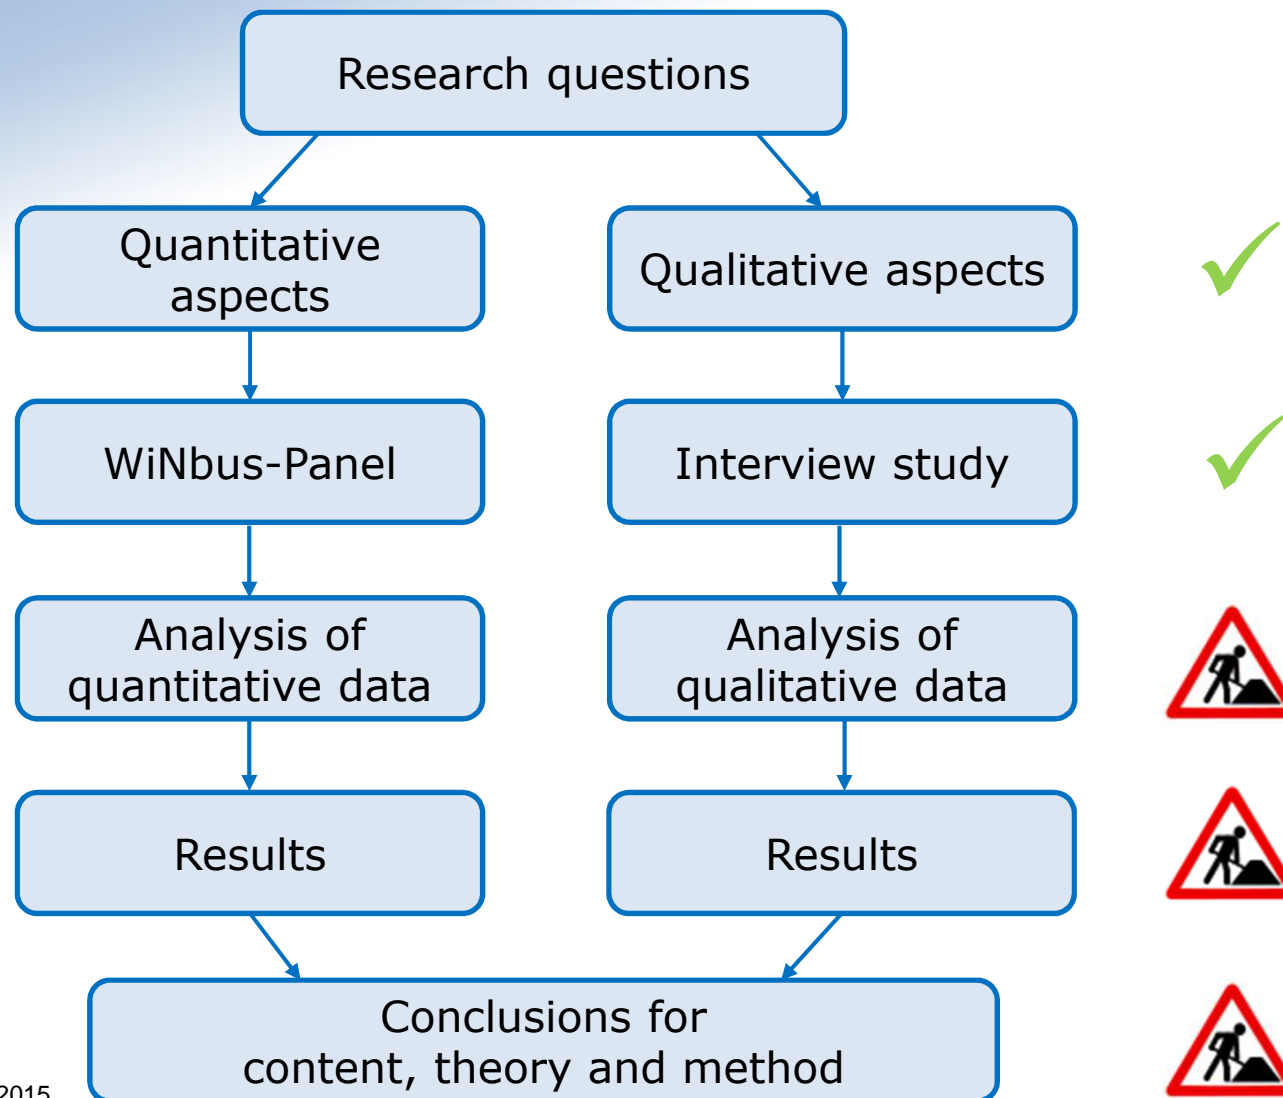 Research questions
Quantitative
aspects
Qualitative aspects
WiNbus-Panel
Interview study
Analysis of
quantitative data
Analysis of
qualitative data
Results
Results
Conclusions for
content, theory and method
2015